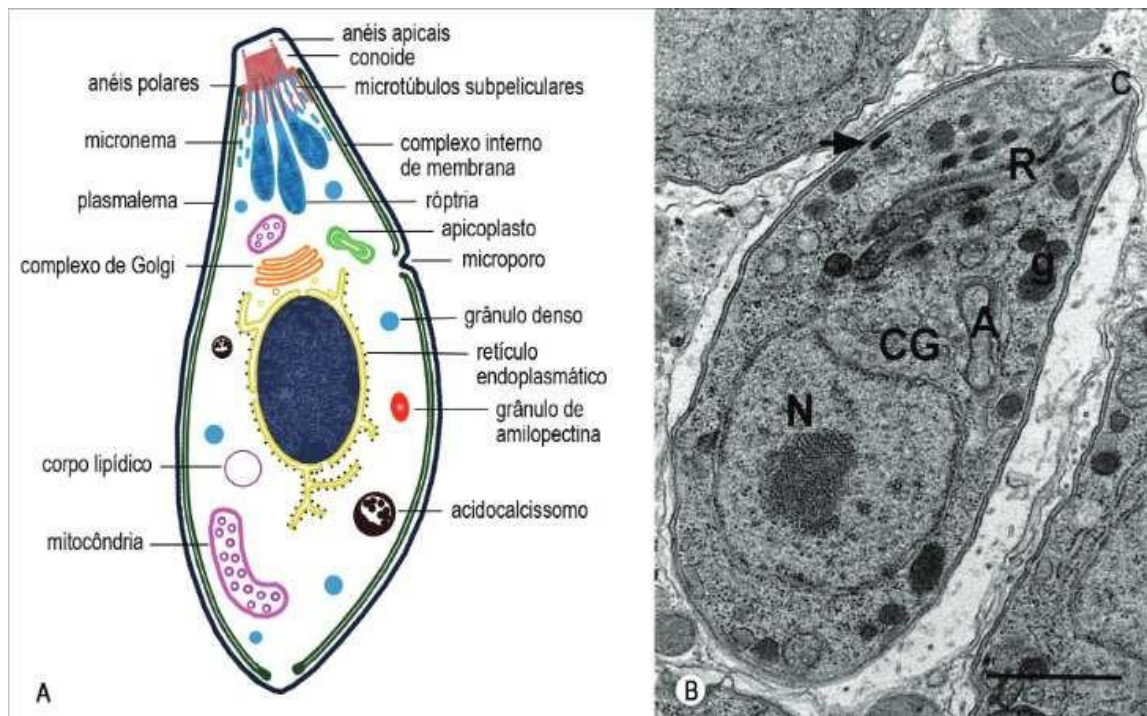 anéis apicais
conoide
anéis polares
microtúbulos subpeliculares
micronema
complexo interno
de membrana
plasmalema
róptria
apicoplasto
complexo de Golgi
microporo
grânulo denso
retículo
endoplasmático
grânulo de
amilopectina
corpo lipídico
acidocalcissomo
mitocôndria
A
C
R
g
A
CG
N
B